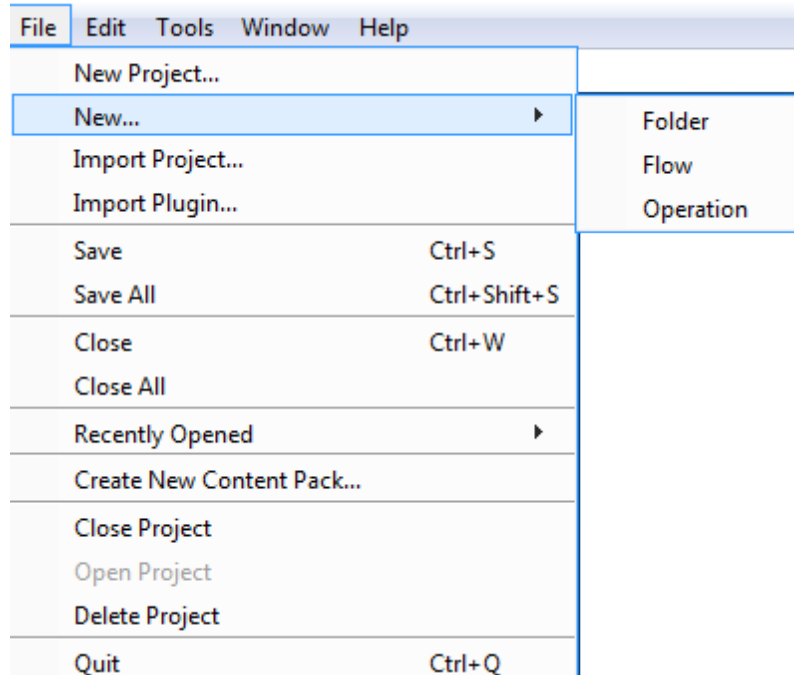 File Edit Tools Window Help
New Project...
New...
Folder
Import Project...
Flow
Import Plugin...
Operation
Save Ctrl+S
Save All Ctrl+Shift+S
Close Ctrl+W
Close All
Recently Opened
Create New Content Pack...
Close Project
Open Project
Delete Project
Quit Ctrl+Q